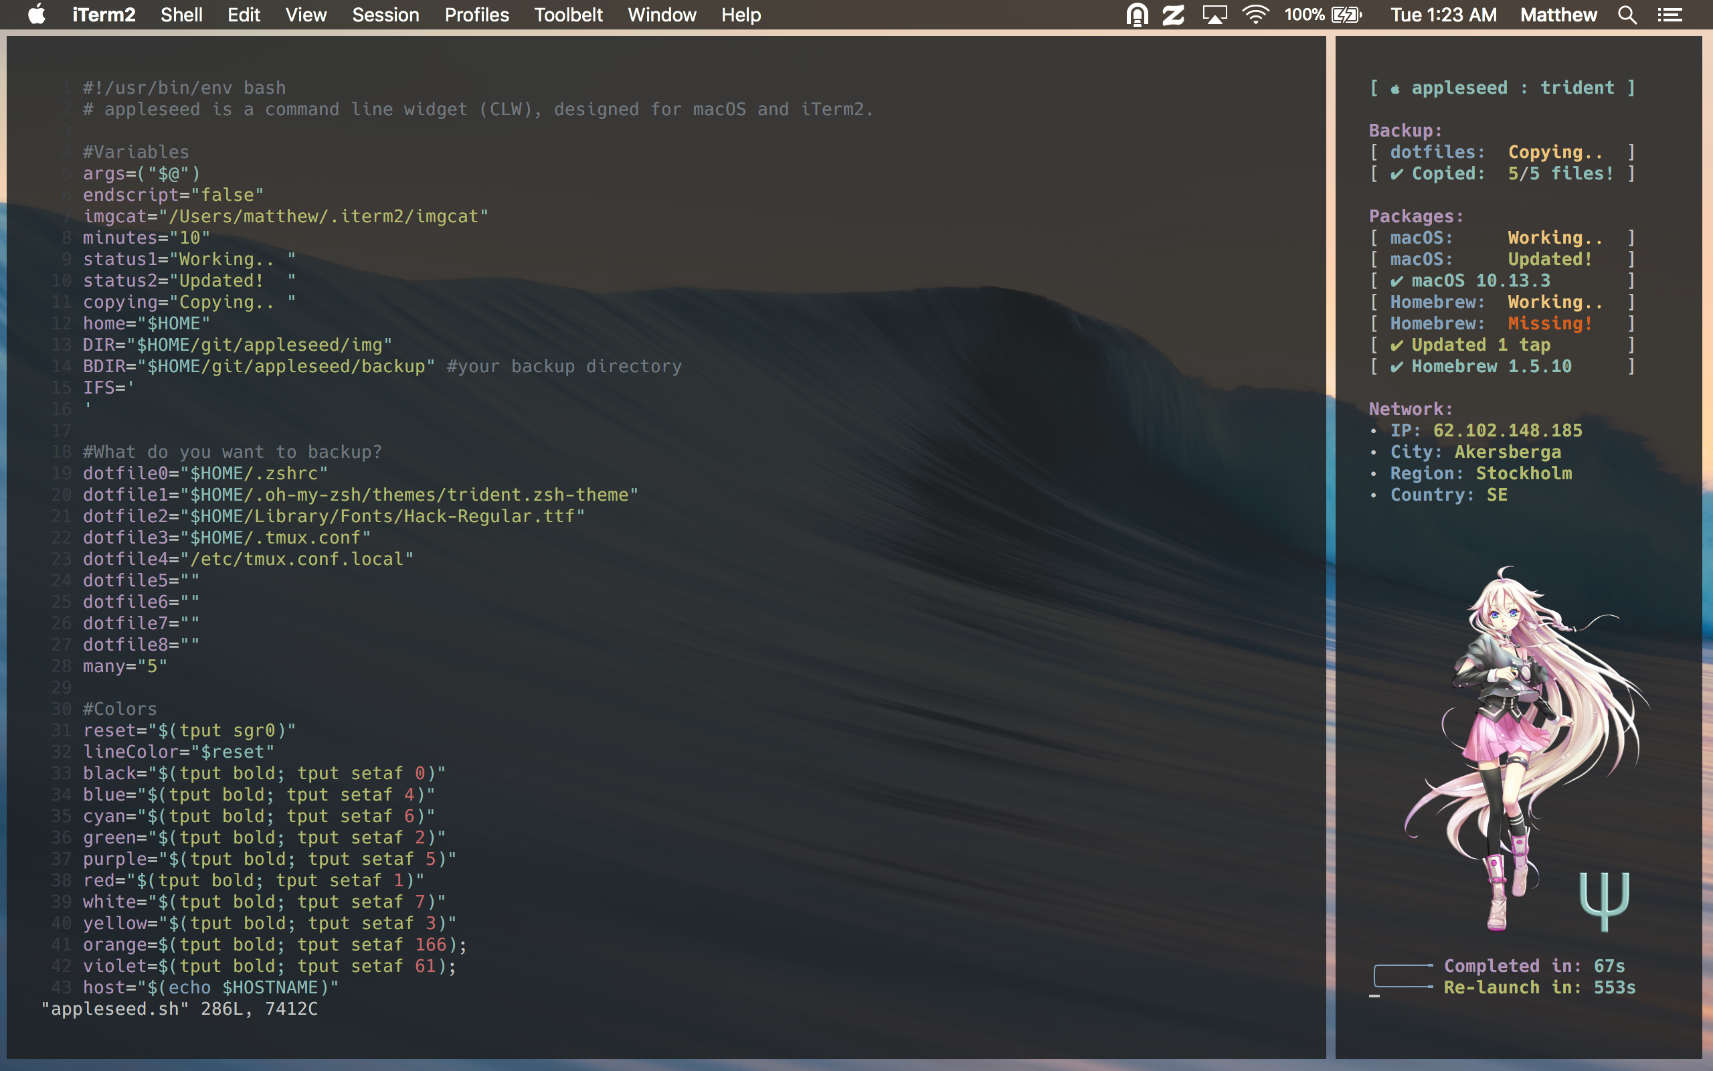 iTerm2 Shell Edit View Session Profiles Toolbelt Window Help 100% Tue 1:23 AM Matthew
1 #!/usr/bin/env bash
2 # appleseed is a command line widget (CLW), designed for macOS and iTerm2.
3
4 #Variables
5 args=("$@")
6 endscript="false"
7 imgcat="/Users/matthew/.iterm2/imgcat"
8 minutes="10"
9 status1="Working.. "
10 status2="Updated!  "
11 copying="Copying.. "
12 home="$HOME"
13 DIR="$HOME/git/appleseed/img"
14 BDIR="$HOME/git/appleseed/backup" #your backup directory
15 IFS='
16 '
17
18 #What do you want to backup?
19 dotfile0="$HOME/.zshrc"
20 dotfile1="$HOME/.oh-my-zsh/themes/trident.zsh-theme"
21 dotfile2="$HOME/Library/Fonts/Hack-Regular.ttf"
22 dotfile3="$HOME/.tmux.conf"
23 dotfile4="/etc/tmux.conf.local"
24 dotfile5=""
25 dotfile6=""
26 dotfile7=""
27 dotfile8=""
28 many="5"
29
30 #Colors
31 reset="$(tput sgr0)"
32 lineColor="$reset"
33 black="$(tput bold; tput setaf 0)"
34 blue="$(tput bold; tput setaf 4)"
35 cyan="$(tput bold; tput setaf 6)"
36 green="$(tput bold; tput setaf 2)"
37 purple="$(tput bold; tput setaf 5)"
38 red="$(tput bold; tput setaf 1)"
39 white="$(tput bold; tput setaf 7)"
40 yellow="$(tput bold; tput setaf 3)"
41 orange=$(tput bold; tput setaf 166);
42 violet=$(tput bold; tput setaf 61);
43 host="$(echo $HOSTNAME)"
"appleseed.sh" 286L, 7412C
[ appleseed : trident ]
Backup:
[ dotfiles: Copying.. ]
[ ✔ Copied: 5/5 files! ]
Packages:
[ macOS: Working.. ]
[ macOS: Updated! ]
[ ✔ macOS 10.13.3 ]
[ Homebrew: Working.. ]
[ Homebrew: Missing! ]
[ ✔ Updated 1 tap ]
[ ✔ Homebrew 1.5.10 ]
Network:
• IP: 62.102.148.185
• City: Akersberga
• Region: Stockholm
• Country: SE
Ψ
Completed in: 67s
Re-launch in: 553s